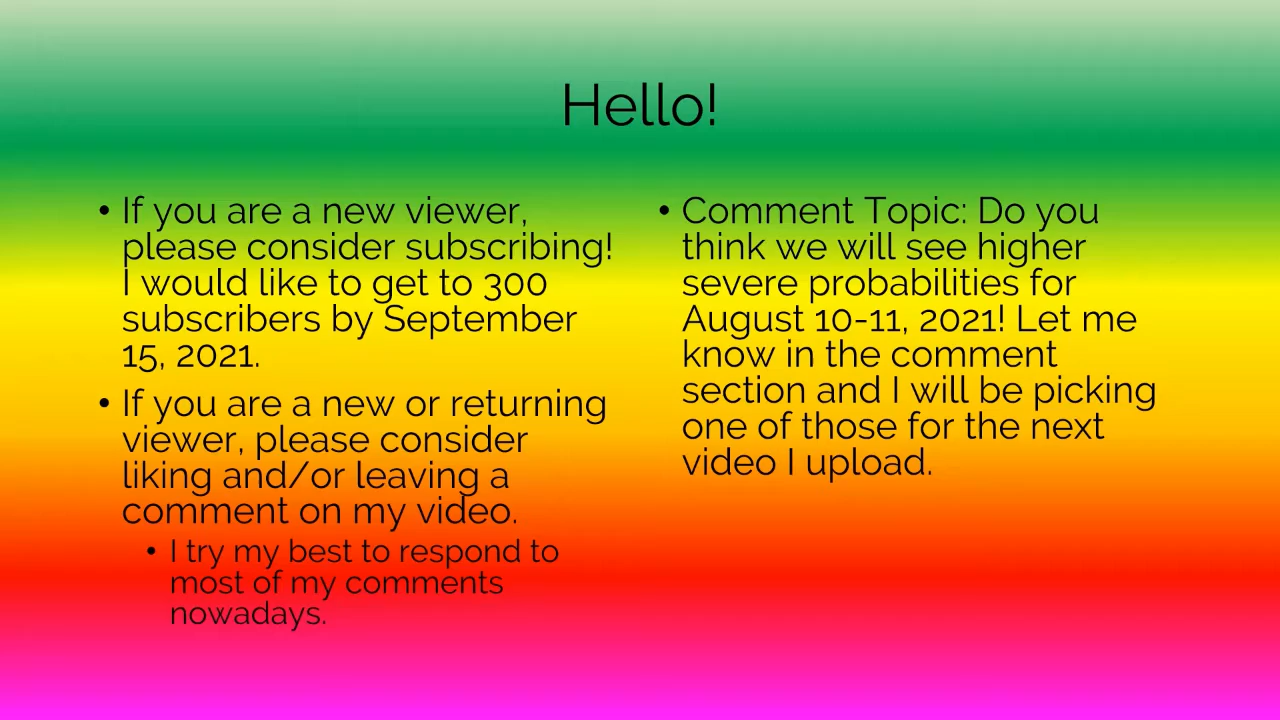 Hello!
• If you are a new viewer,
please consider subscribing!
I would like to get to 300
subscribers by September
15, 2021.
• If you are a new or returning
viewer, please consider
liking and/or leaving a
comment on my video.
• I try my best to respond to
most of my comments
nowadays.
• Comment Topic: Do you
think we will see higher
severe probabilities for
August 10-11, 2021! Let me
know in the comment
section and I will be picking
one of those for the next
video I upload.